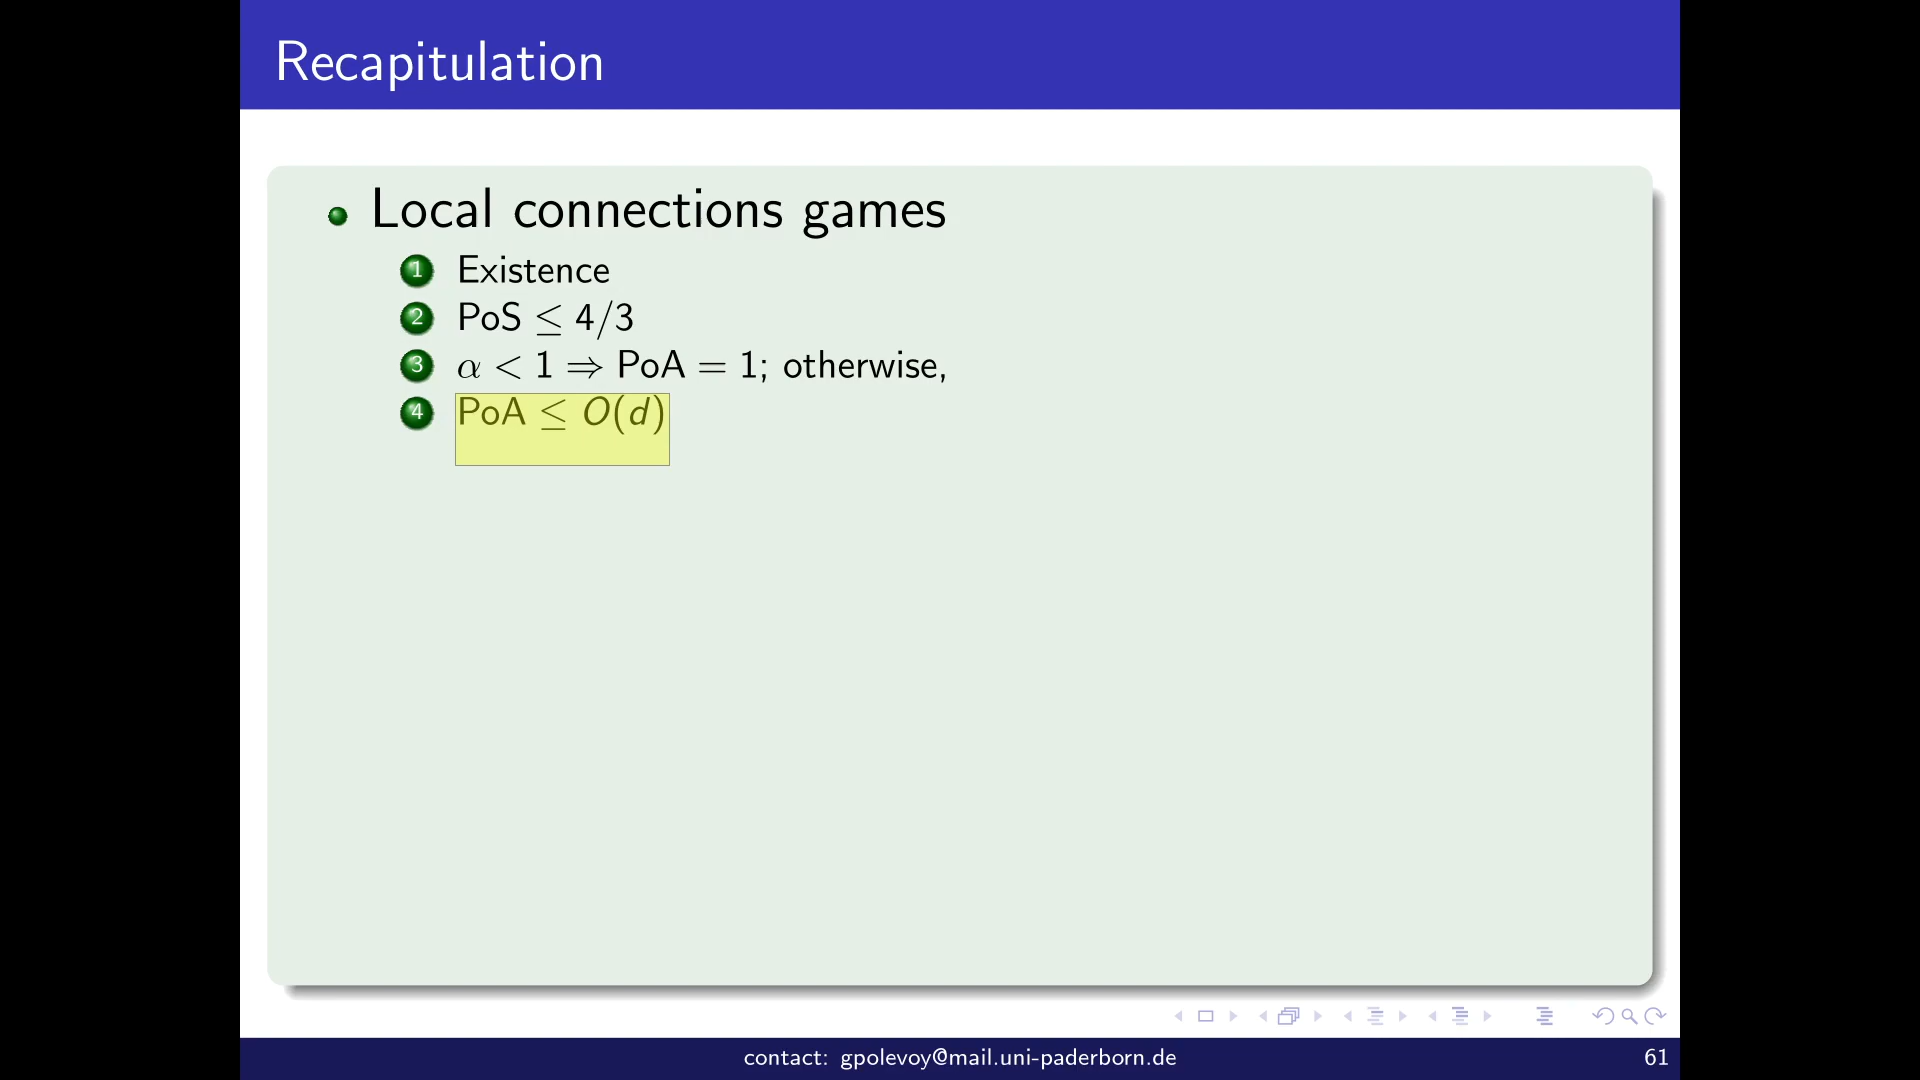 Recapitulation
Local connections games
1 Existence
2 PoS ≤ 4/3
3 α < 1 ⇒ PoA = 1; otherwise,
4 PoA ≤ O(d)
contact: gpolevoy@mail.uni-paderborn.de 61